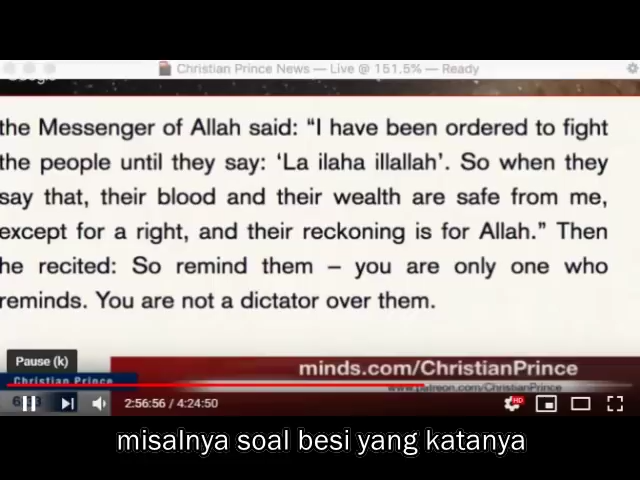 Christian Prince News — Live @ 151.5% — Ready
the Messenger of Allah said: “I have been ordered to fight
the people until they say: ‘La ilaha illallah’. So when they
say that, their blood and their wealth are safe from me,
except for a right, and their reckoning is for Allah.” Then
he recited: So remind them – you are only one who
reminds. You are not a dictator over them.
Pause (k)
minds.com/ChristianPrince
Christian Prince
www.patreon.com/ChristianPrince
2:56:56 / 4:24:50
HD
misalnya soal besi yang katanya